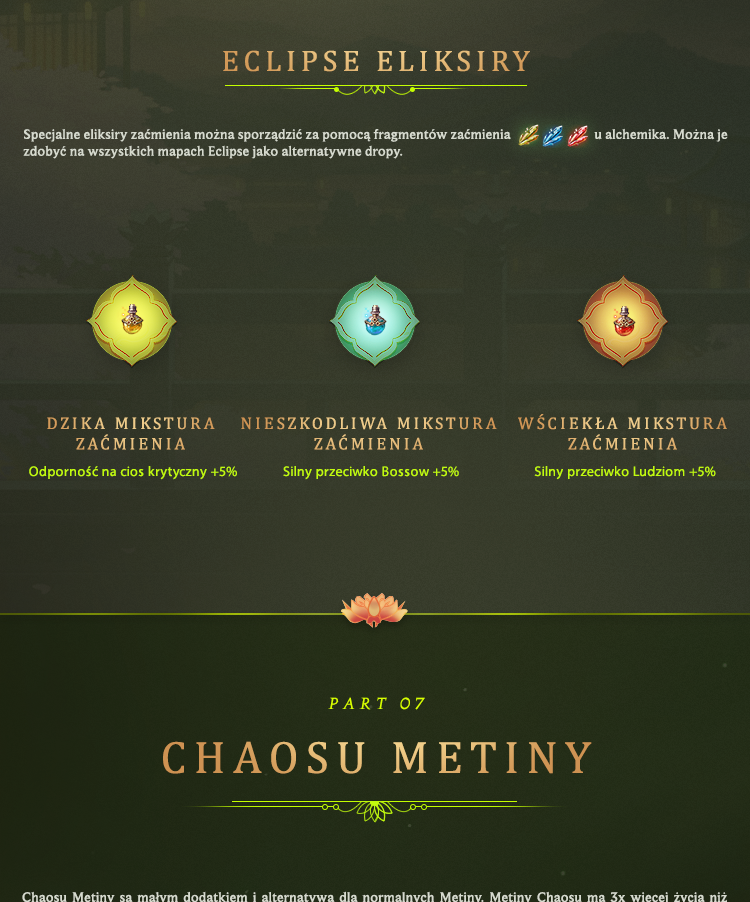 ECLIPSE ELIKSIRY
Specjalne eliksiry zaćmienia można sporządzić za pomocą fragmentów zaćmienia u alchemika. Można je
zdobyć na wszystkich mapach Eclipse jako alternatywne dropy.
DZIKA MIKSTURA
ZAĆMIENIA
Odporność na cios krytyczny +5%
NIESZKODLIWA MIKSTURA
ZAĆMIENIA
Silny przeciwko Bossow +5%
WŚCIEKŁA MIKSTURA
ZAĆMIENIA
Silny przeciwko Ludziom +5%
PART 07
CHAOSU METINY
Chaosu Metiny są małym dodatkiem i alternatywą dla normalnych Metiny. Metiny Chaosu ma 3x więcej życia niż